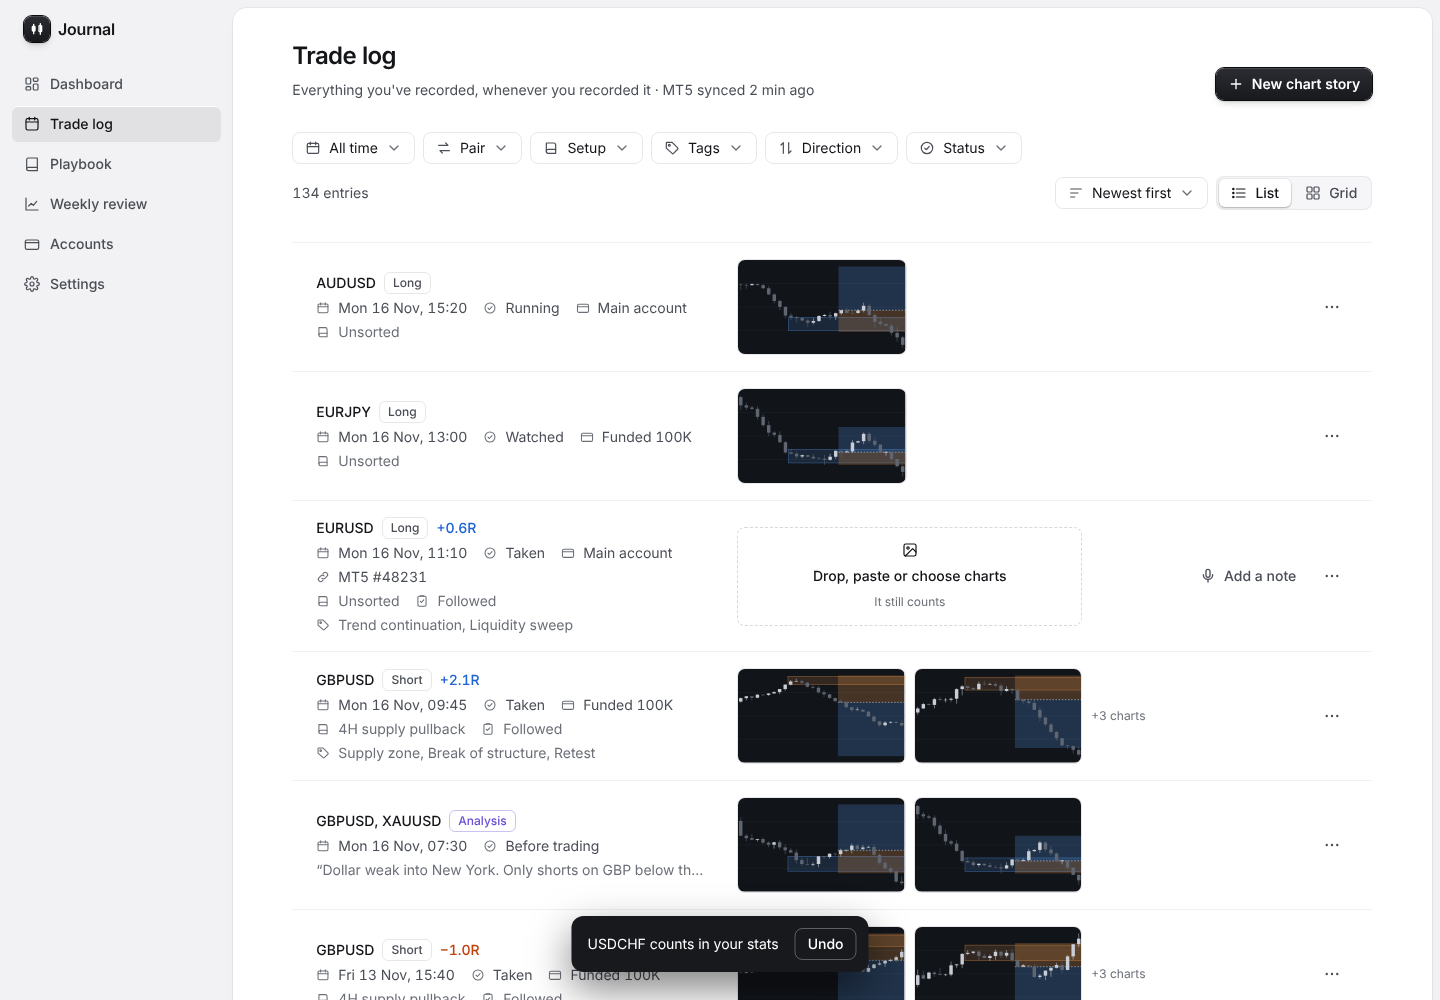 Journal
Dashboard
Trade log
Playbook
Weekly review
Accounts
Settings
Trade log
Everything you've recorded, whenever you recorded it · MT5 synced 2 min ago
New chart story
All time
Pair
Setup
Tags
Direction
Status
134 entries
Newest first
List
Grid
AUDUSD Long
Mon 16 Nov, 15:20 Running Main account
Unsorted
EURJPY Long
Mon 16 Nov, 13:00 Watched Funded 100K
Unsorted
EURUSD Long +0.6R
Mon 16 Nov, 11:10 Taken Main account
MT5 #48231
Unsorted Followed
Trend continuation, Liquidity sweep
Drop, paste or choose charts
It still counts
Add a note
GBPUSD Short +2.1R
Mon 16 Nov, 09:45 Taken Funded 100K
4H supply pullback Followed
Supply zone, Break of structure, Retest
+3 charts
GBPUSD, XAUUSD Analysis
Mon 16 Nov, 07:30 Before trading
“Dollar weak into New York. Only shorts on GBP below th…
GBPUSD Short −1.0R
Fri 13 Nov, 15:40 Taken Funded 100K
4H supply pullback Followed
+3 charts
USDCHF counts in your stats
Undo